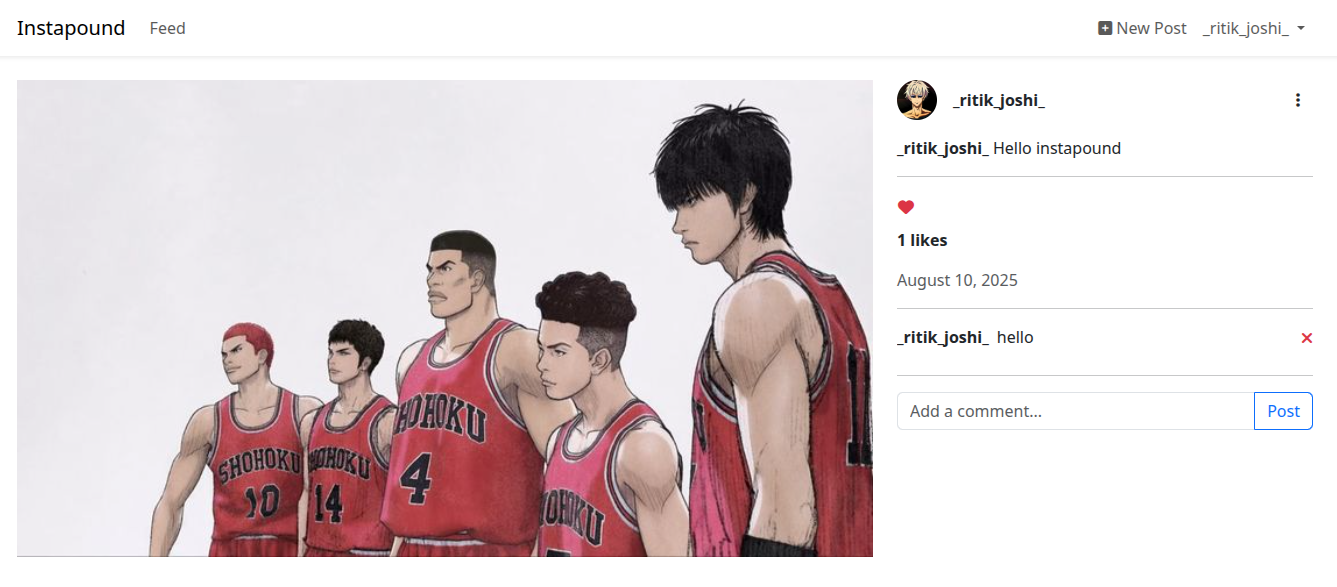 Instapound Feed New Post _ritik_joshi_
_ritik_joshi_
_ritik_joshi_ Hello instapound
1 likes
August 10, 2025
_ritik_joshi_ hello
Add a comment... Post
SHOHOKU
10
SHOHOKU
14
SHOHOKU
4
SHOHOKU